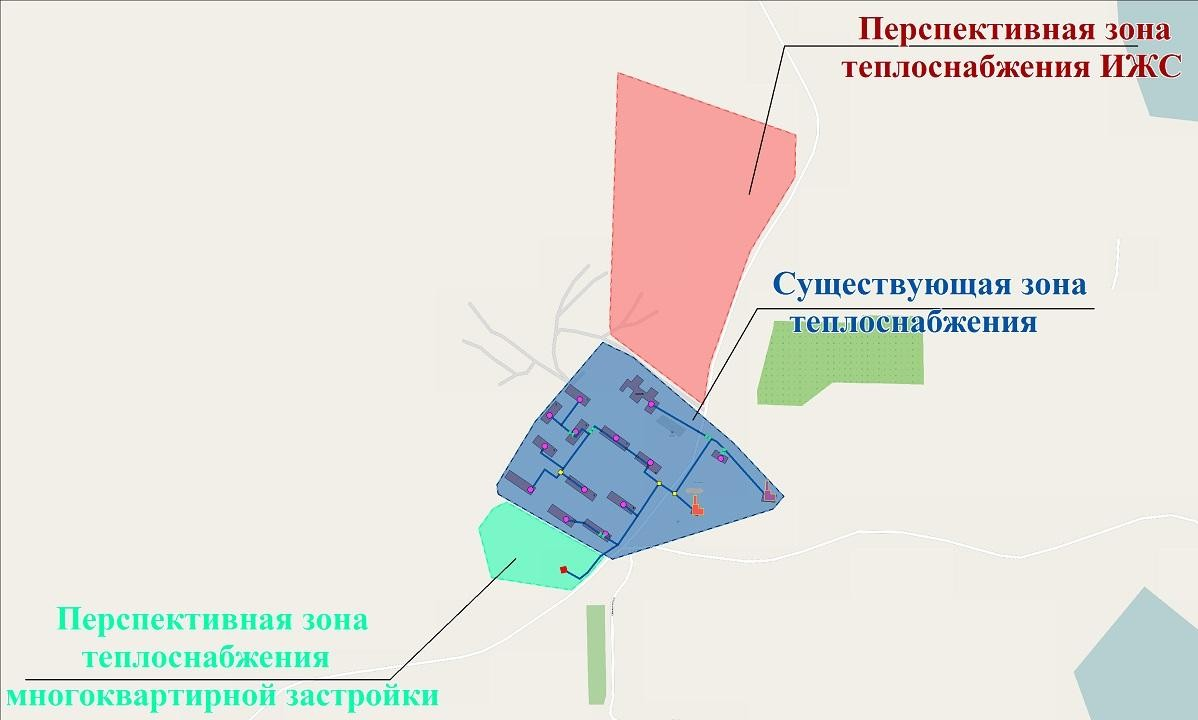 Перспективная зона
теплоснабжения ИЖС
Существующая зона
теплоснабжения
Перспективная зона
теплоснабжения
многоквартирной застройки